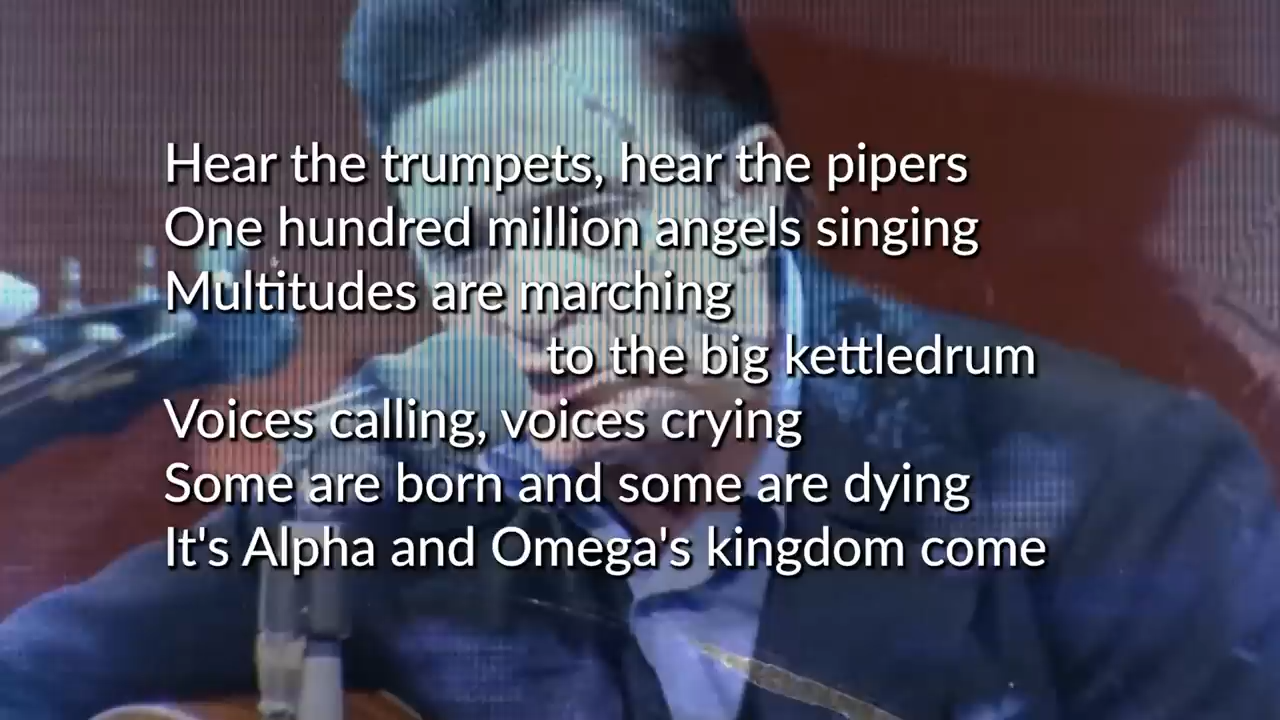 Hear the trumpets, hear the pipers
One hundred million angels singing
Multitudes are marching
to the big kettledrum
Voices calling, voices crying
Some are born and some are dying
It's Alpha and Omega's kingdom come